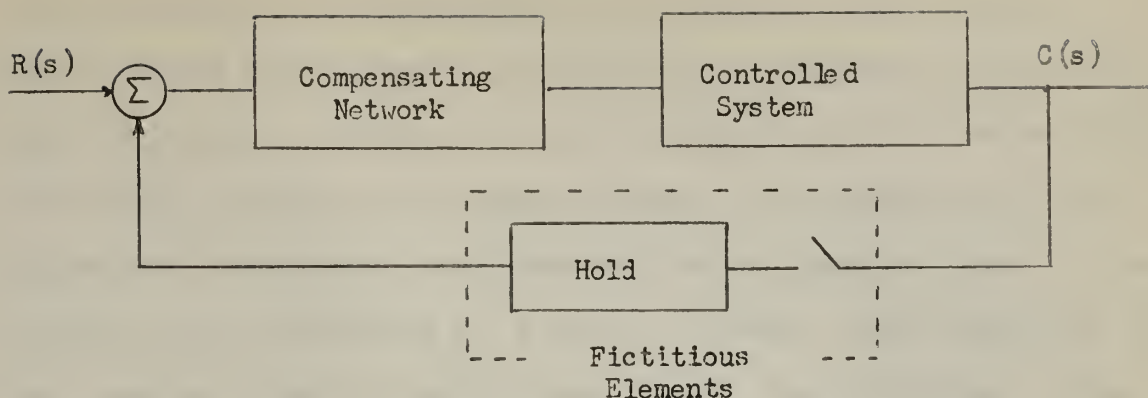 R(s)
Σ
Compensating
Network
Controlled
System
C(s)
Hold
Fictitious
Elements